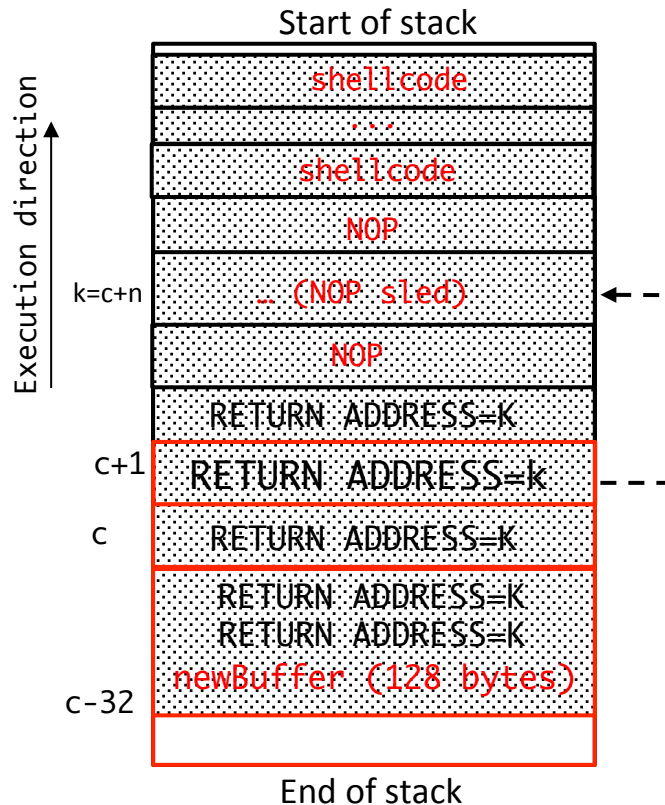 Start of stack
shellcode
...
shellcode
NOP
k=c+n
… (NOP sled)
NOP
Execution direction
RETURN ADDRESS=K
c+1
RETURN ADDRESS=k
c
RETURN ADDRESS=K
RETURN ADDRESS=K
RETURN ADDRESS=K
newBuffer (128 bytes)
c-32
End of stack